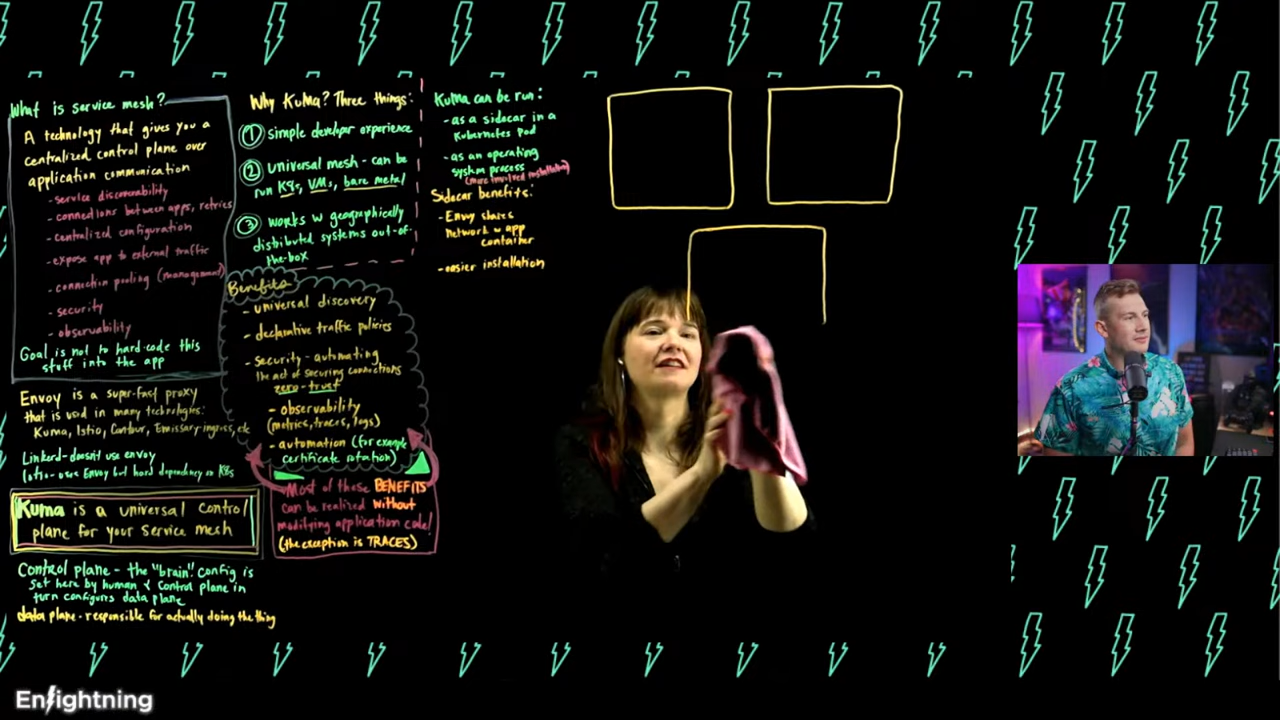 What is service mesh?
A technology that gives you a
centralized control plane over
application communication
- service discoverability
- connections between apps, retries
- centralized configuration
- expose app to external traffic
- connection pooling (management)
- security
- observability
Goal is not to hard-code this
stuff into the app
Envoy is a super-fast proxy
that is used in many technologies:
Kuma, Istio, Contour, Emissary-ingress, etc
Linkerd - doesn't use envoy
Istio - uses Envoy but hard dependency on K8s
Kuma is a universal control
plane for your service mesh
Control plane - the "brain". config is
set here by human & control plane in
turn configures data plane
data plane - responsible for actually doing the thing
Why Kuma? Three things:
① simple developer experience
② universal mesh - can be
run K8s, VMs, bare metal
③ works w geographically
distributed systems out-of-
the-box
Benefits
- universal discovery
- declarative traffic policies
- security - automating
the act of securing connections
zero-trust
- observability
(metrics, traces, logs)
- automation (for example
certificate rotation)
Most of those BENEFITS
can be realized without
modifying application code!
(the exception is TRACES)
Kuma can be run:
- as a sidecar in a
Kubernetes pod
- as an operating
system process
(more involved installation)
Sidecar benefits:
- Envoy shares
network w app
container
- easier installation
Enlightning